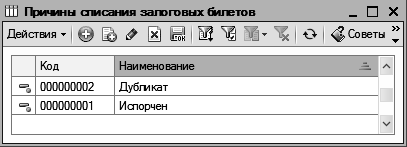 Причины списания залоговых билетов
Действия Советы
Код Наименование
000000002 Дубликат
000000001 Испорчен